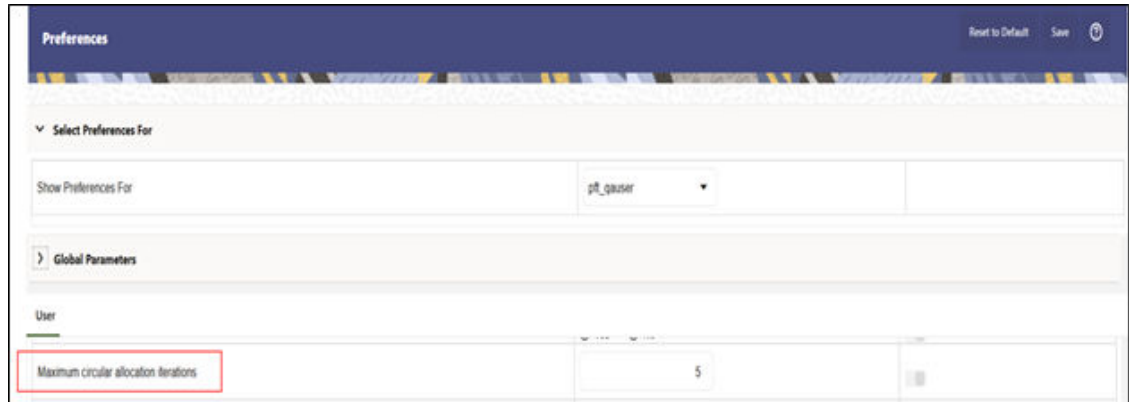 Preferences
Reset to Default Save
Select Preferences For
Show Preferences For pft_qauser
Global Parameters
User
Maximum circular allocation iterations 5